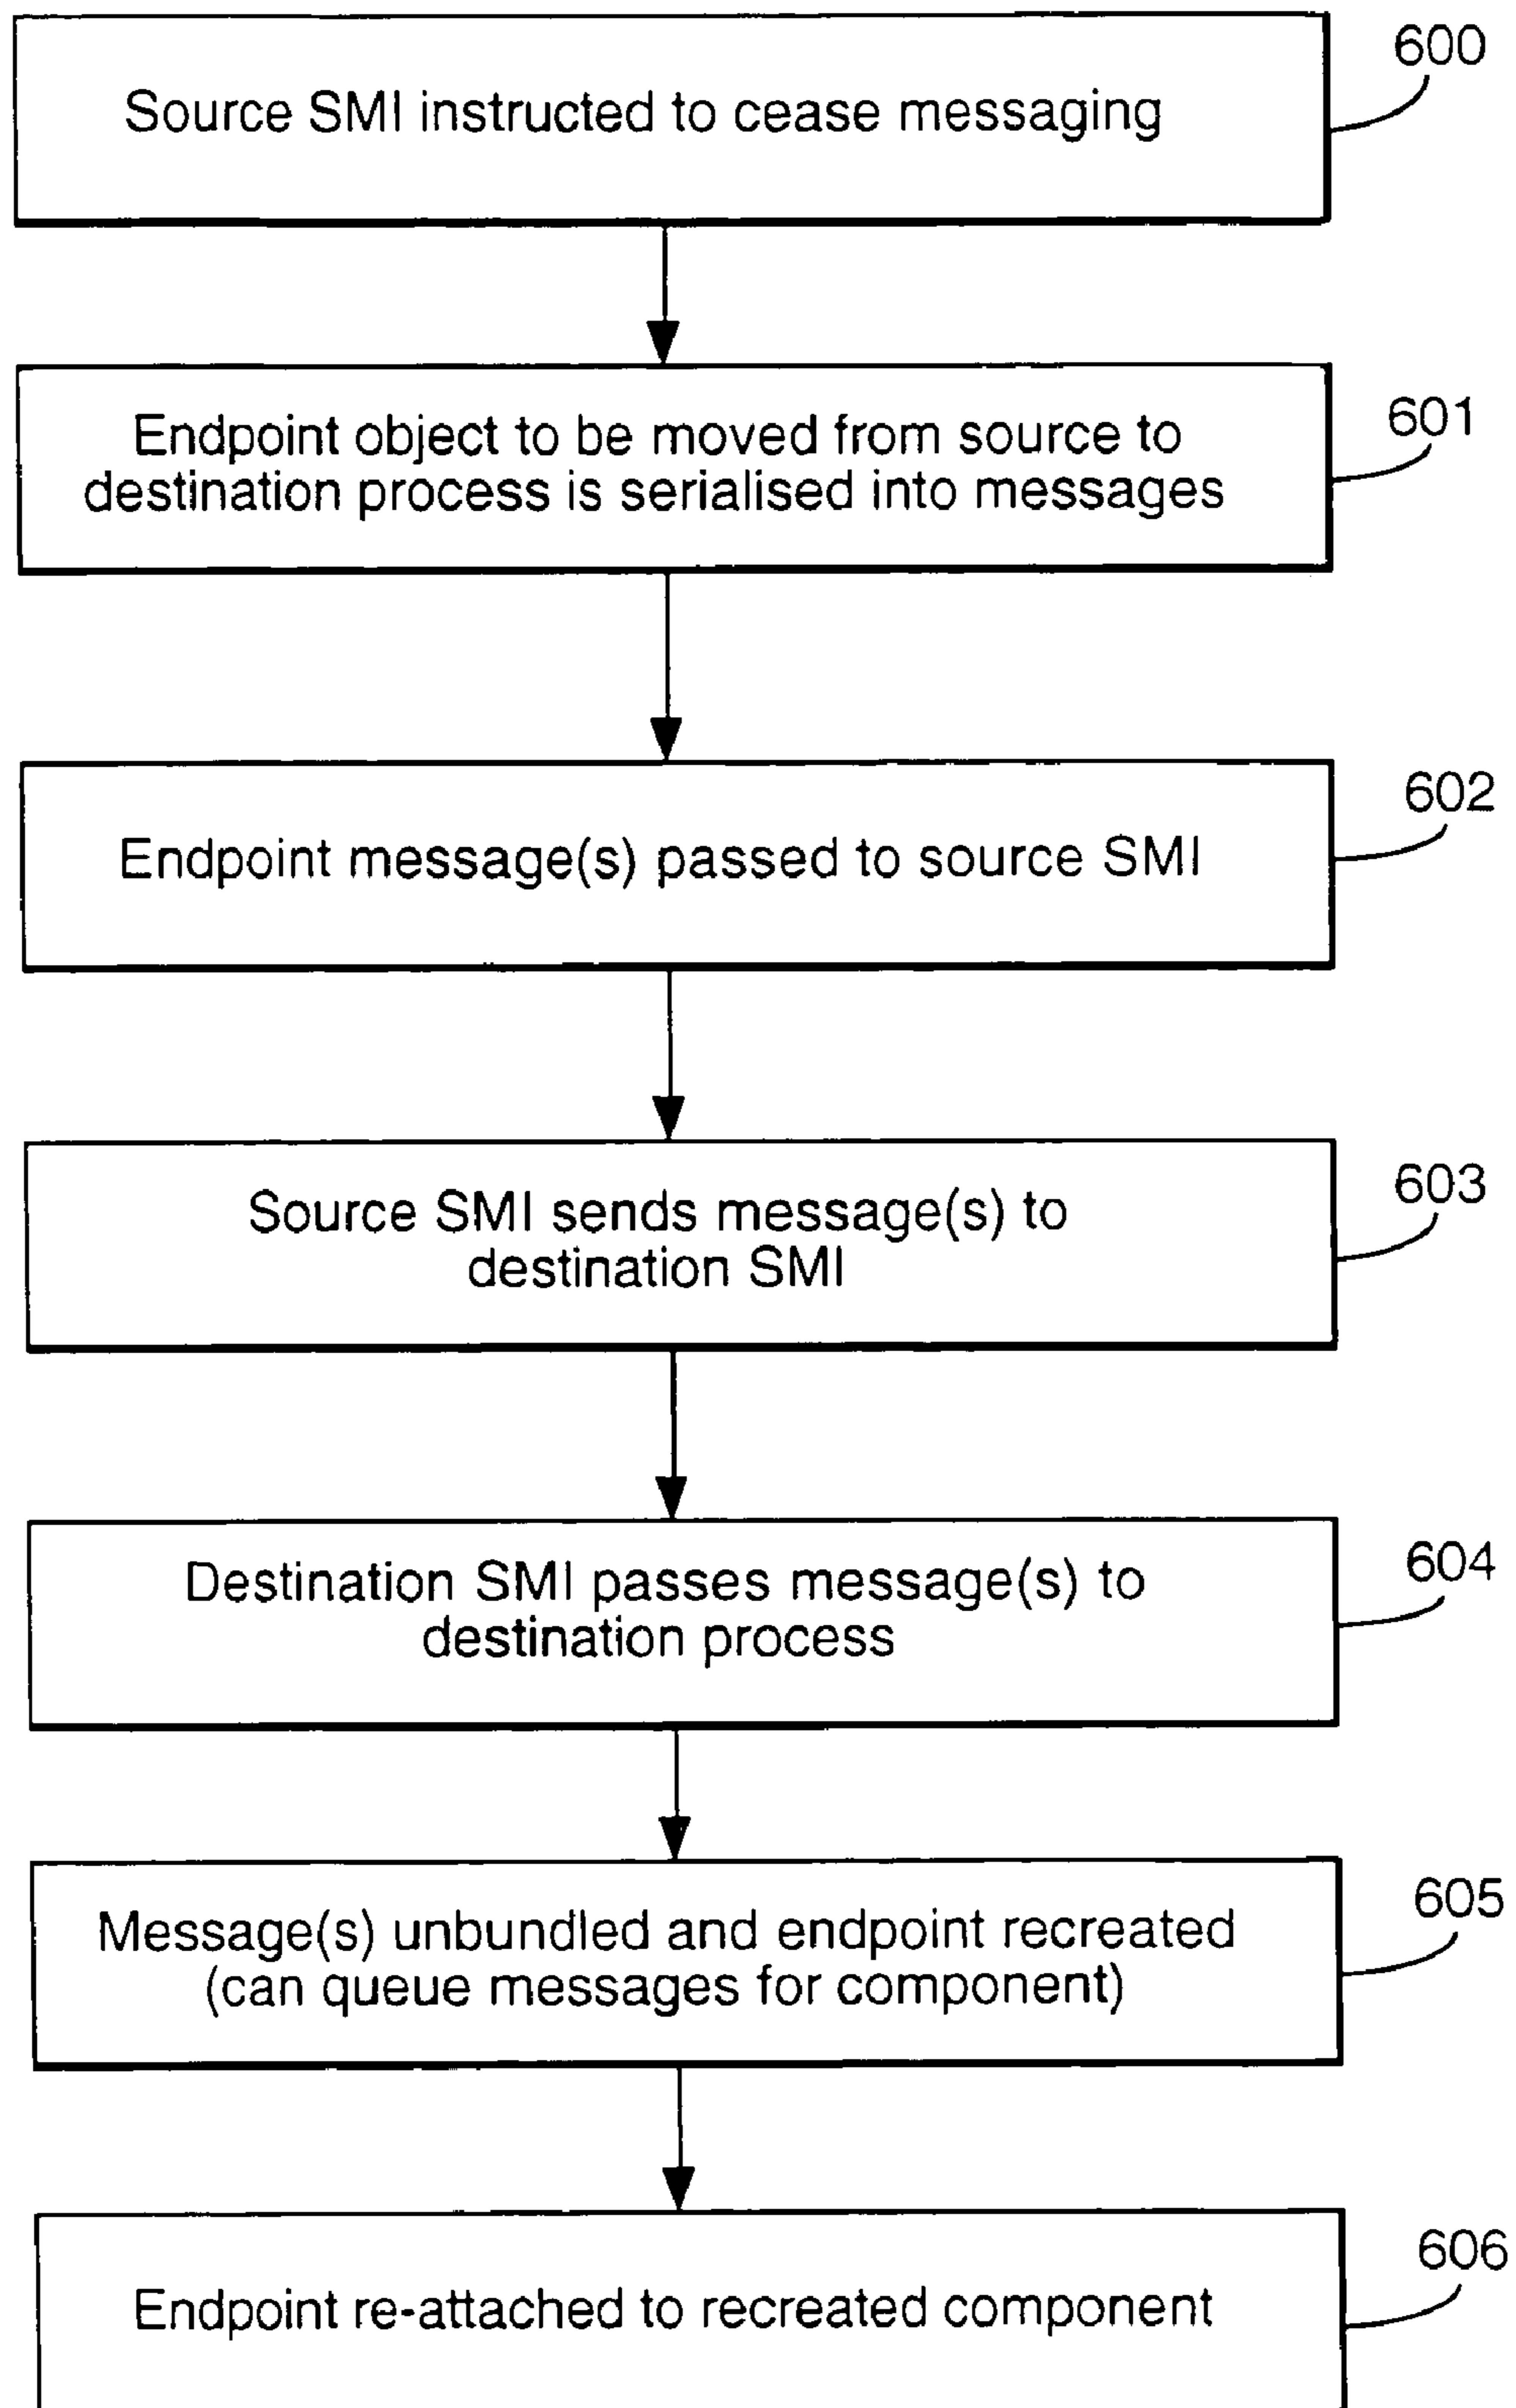 600
Source SMI instructed to cease messaging
601
Endpoint object to be moved from source to
destination process is serialised into messages
602
Endpoint message(s) passed to source SMI
603
Source SMI sends message(s) to
destination SMI
604
Destination SMI passes message(s) to
destination process
605
Message(s) unbundled and endpoint recreated
(can queue messages for component)
606
Endpoint re-attached to recreated component